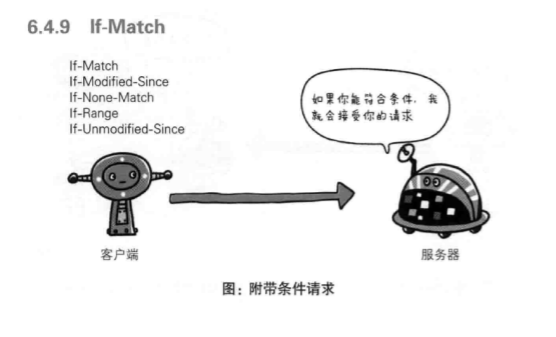 6.4.9 If-Match
If-Match
If-Modified-Since
If-None-Match
If-Range
If-Unmodified-Since
如果你能符合条件，我
就会接受你的请求
客户端
服务器
图：附带条件请求